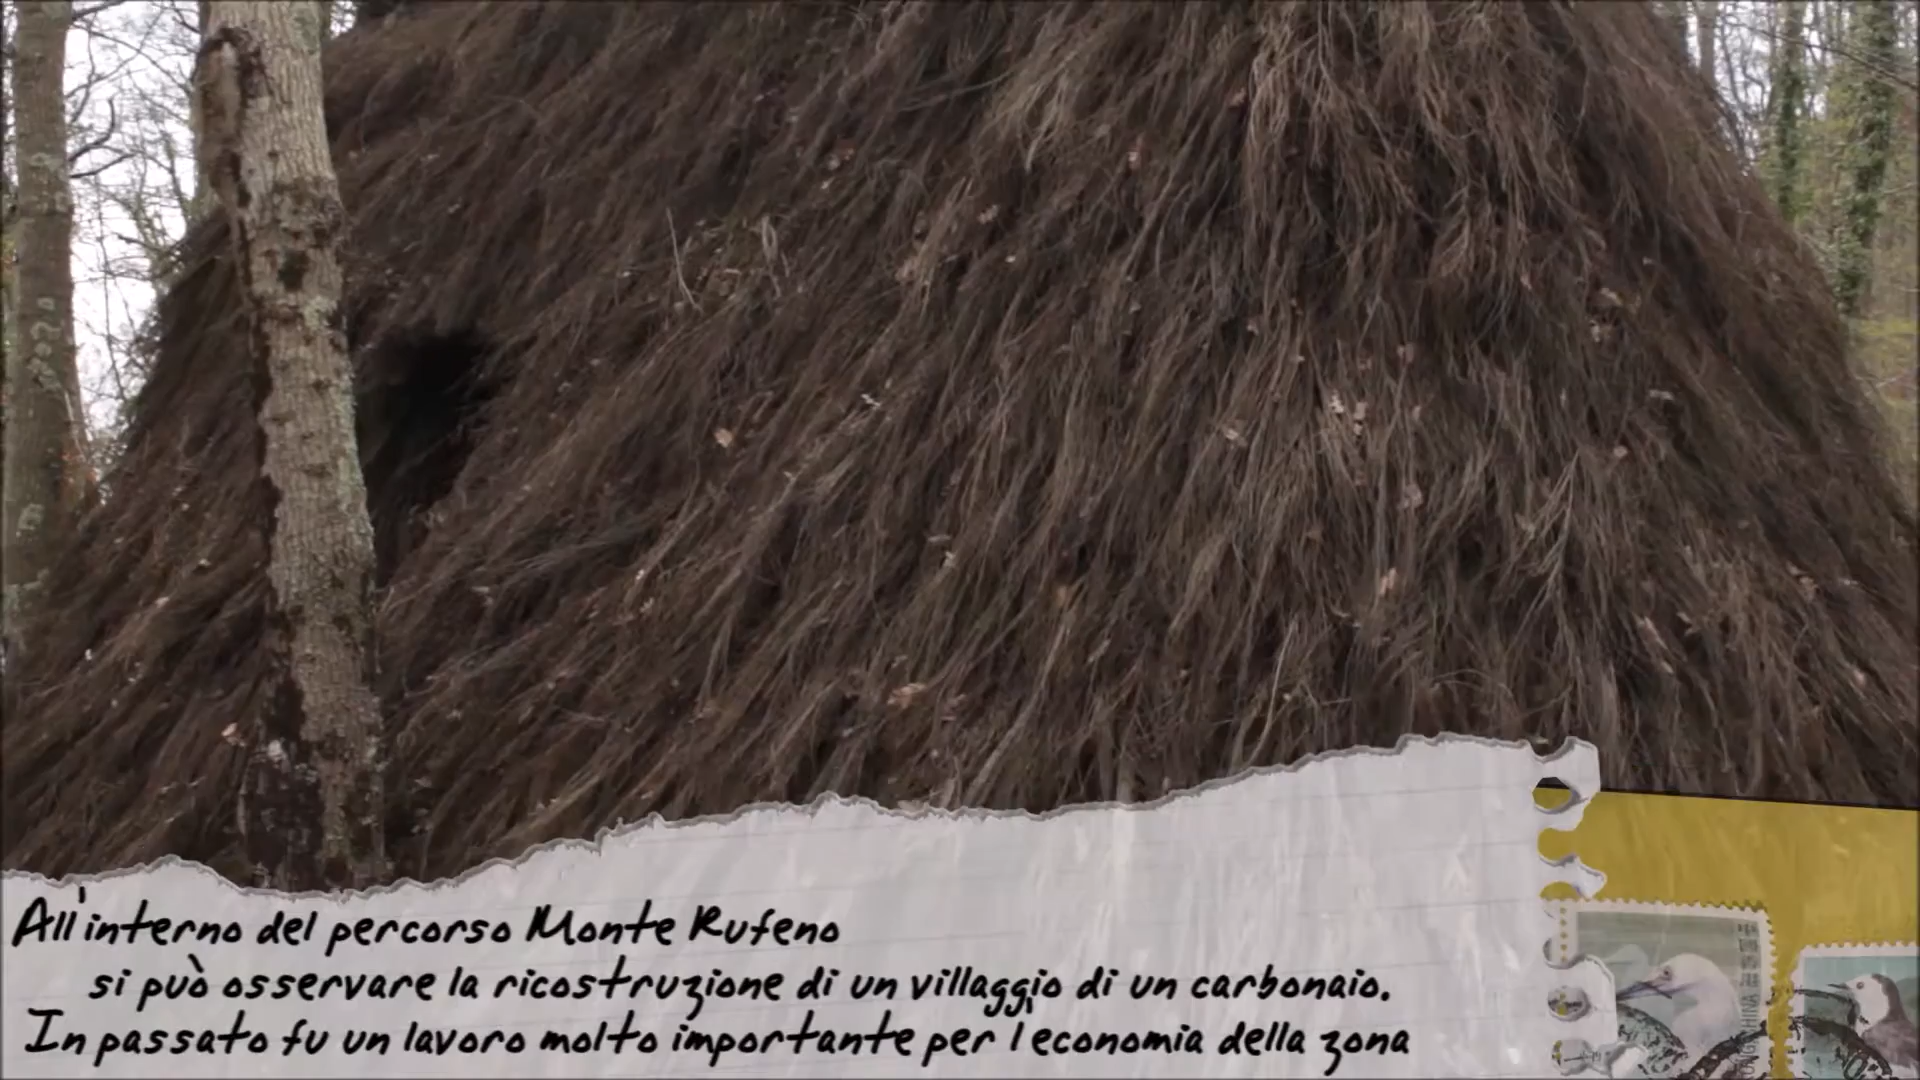 All'interno del percorso Monte Rufeno
si può osservare la ricostruzione di un villaggio di un carbonaio.
In passato fu un lavoro molto importante per l'economia della zona